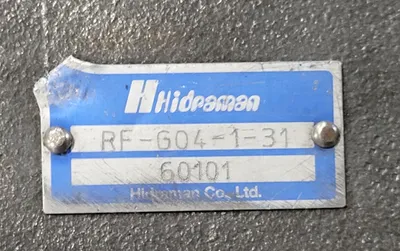 Hidraman
RF-G04-1-31
60101
Hidraman Co., Ltd.